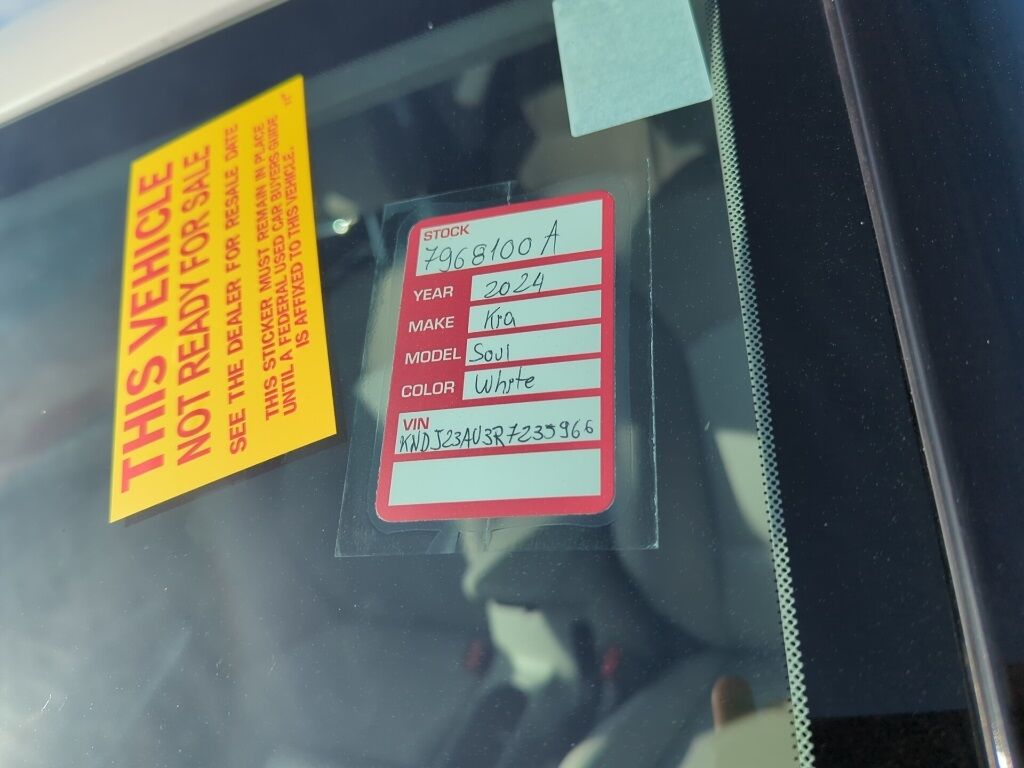 THIS VEHICLE
NOT READY FOR SALE
SEE THE DEALER FOR RESALE DATE
THIS STICKER MUST REMAIN IN PLACE
UNTIL A FEDERAL USED CAR BUYERS GUIDE
IS AFFIXED TO THIS VEHICLE.
STOCK
7968100 A
YEAR 2024
MAKE Kia
MODEL Soul
COLOR White
VIN
KNDJ23AU3R7235966